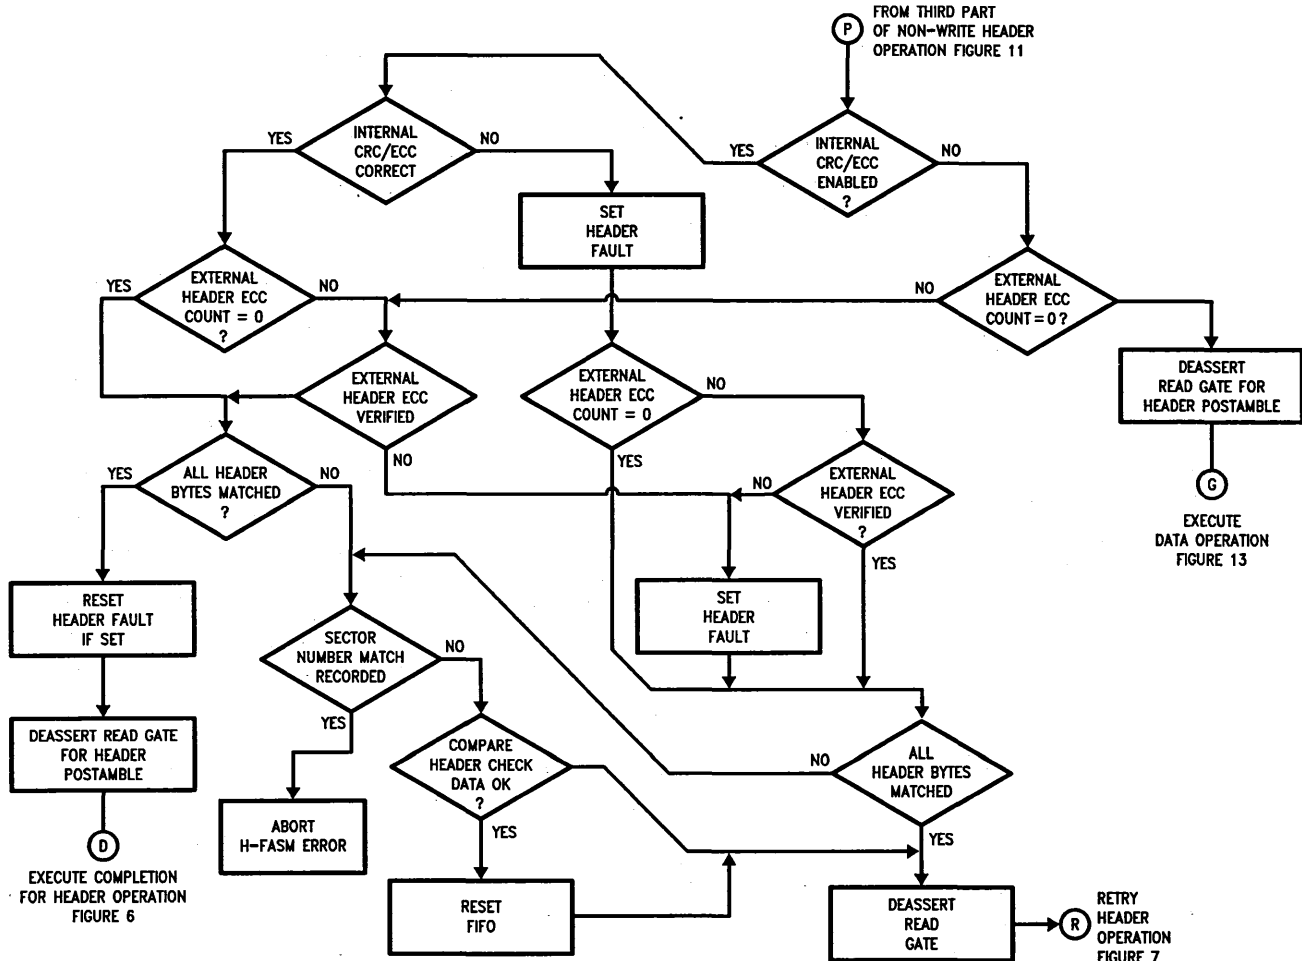 P
FROM THIRD PART
OF NON-WRITE HEADER
OPERATION FIGURE 11
INTERNAL
CRC/ECC
CORRECT
YES
NO
INTERNAL
CRC/ECC
ENABLED
?
YES
NO
SET
HEADER
FAULT
EXTERNAL
HEADER ECC
COUNT = 0
?
YES
NO
EXTERNAL
HEADER ECC
COUNT=0?
NO
DEASSERT
READ GATE FOR
HEADER POSTAMBLE
EXTERNAL
HEADER ECC
VERIFIED
NO
EXTERNAL
HEADER ECC
COUNT = 0
NO
YES
G
EXECUTE
DATA OPERATION
FIGURE 13
ALL HEADER
BYTES MATCHED
?
YES
NO
EXTERNAL
HEADER ECC
VERIFIED
?
NO
YES
RESET
HEADER FAULT
IF SET
SET
HEADER
FAULT
SECTOR
NUMBER MATCH
RECORDED
NO
YES
DEASSERT READ GATE
FOR HEADER
POSTAMBLE
COMPARE
HEADER CHECK
DATA OK
?
YES
ALL
HEADER BYTES
MATCHED
NO
YES
ABORT
H-FASM ERROR
D
EXECUTE COMPLETION
FOR HEADER OPERATION
FIGURE 6
RESET
FIFO
DEASSERT
READ
GATE
R
RETRY
HEADER
OPERATION
FIGURE 7